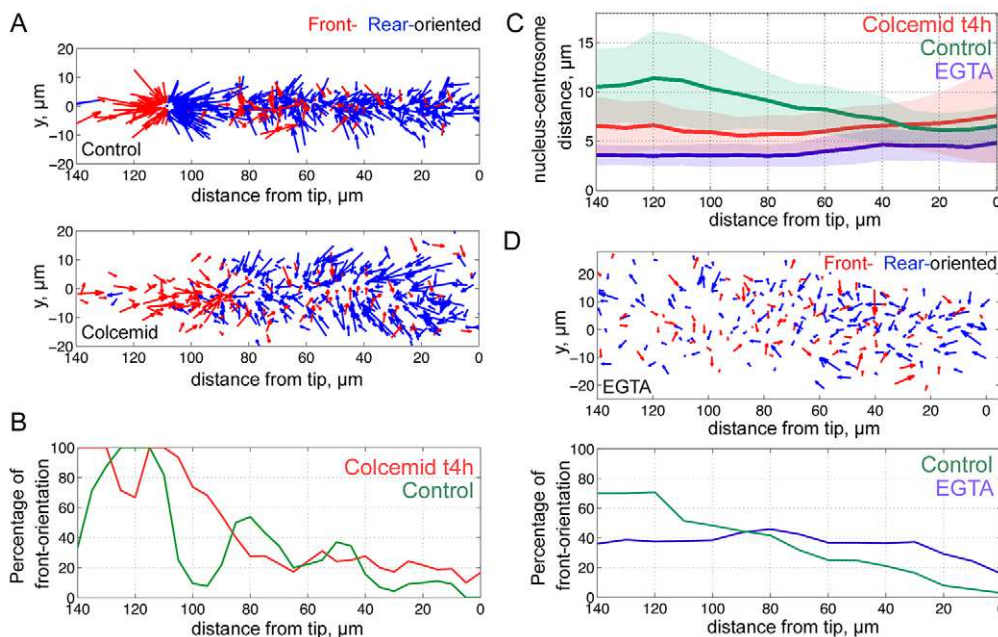 A
Front- Rear-oriented
20
10
0
−10
−20
y, µm
Control
140 120 100 80 60 40 20 0
distance from tip, µm
20
10
0
−10
−20
y, µm
Colcemid
140 120 100 80 60 40 20 0
distance from tip, µm
B
Percentage of
front-orientation
100
80
60
40
20
0
Colcemid t4h
Control
140 120 100 80 60 40 20 0
distance from tip, µm
C
nucleus-centrosome
distance, µm
15
10
5
0
Colcemid t4h
Control
EGTA
140 120 100 80 60 40 20 0
distance from tip, µm
D
Front- Rear-oriented
20
10
0
−10
−20
y, µm
EGTA
140 120 100 80 60 40 20 0
distance from tip, µm
Percentage of
front-orientation
100
80
60
40
20
0
Control
EGTA
140 120 100 80 60 40 20 0
distance from tip, µm